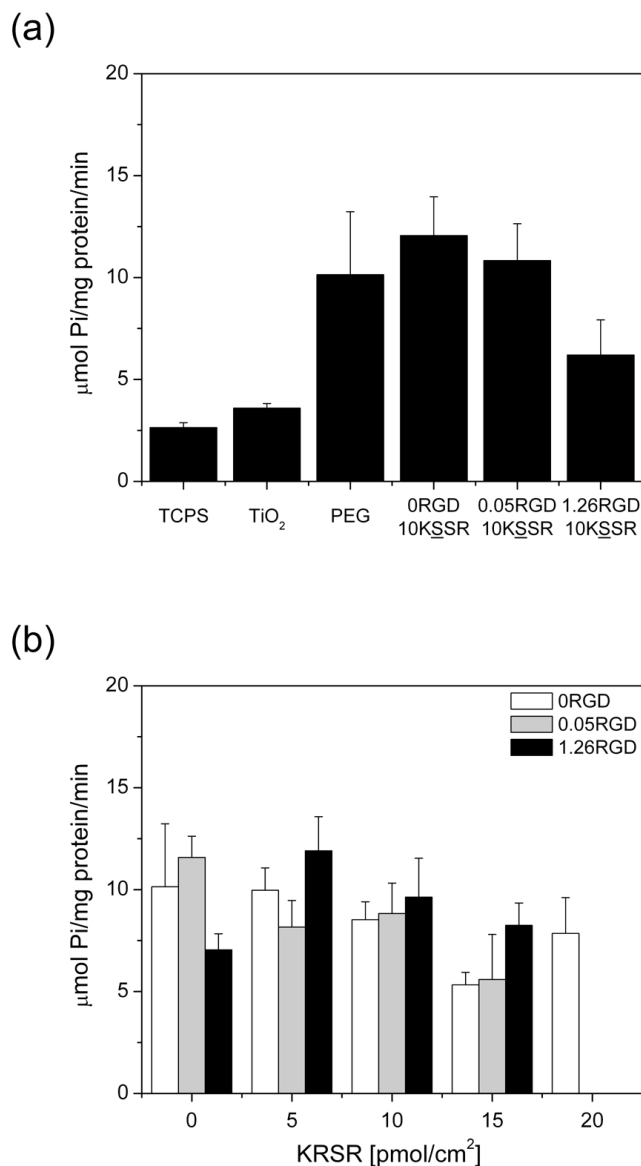 (a)
20
15
10
5
0
μmol Pi/mg protein/min
TCPS
TiO₂
PEG
0RGD
10KSSR
0.05RGD
10KSSR
1.26RGD
10KSSR
(b)
20
15
10
5
0
μmol Pi/mg protein/min
0RGD
0.05RGD
1.26RGD
0 5 10 15 20
KRSR [pmol/cm²]